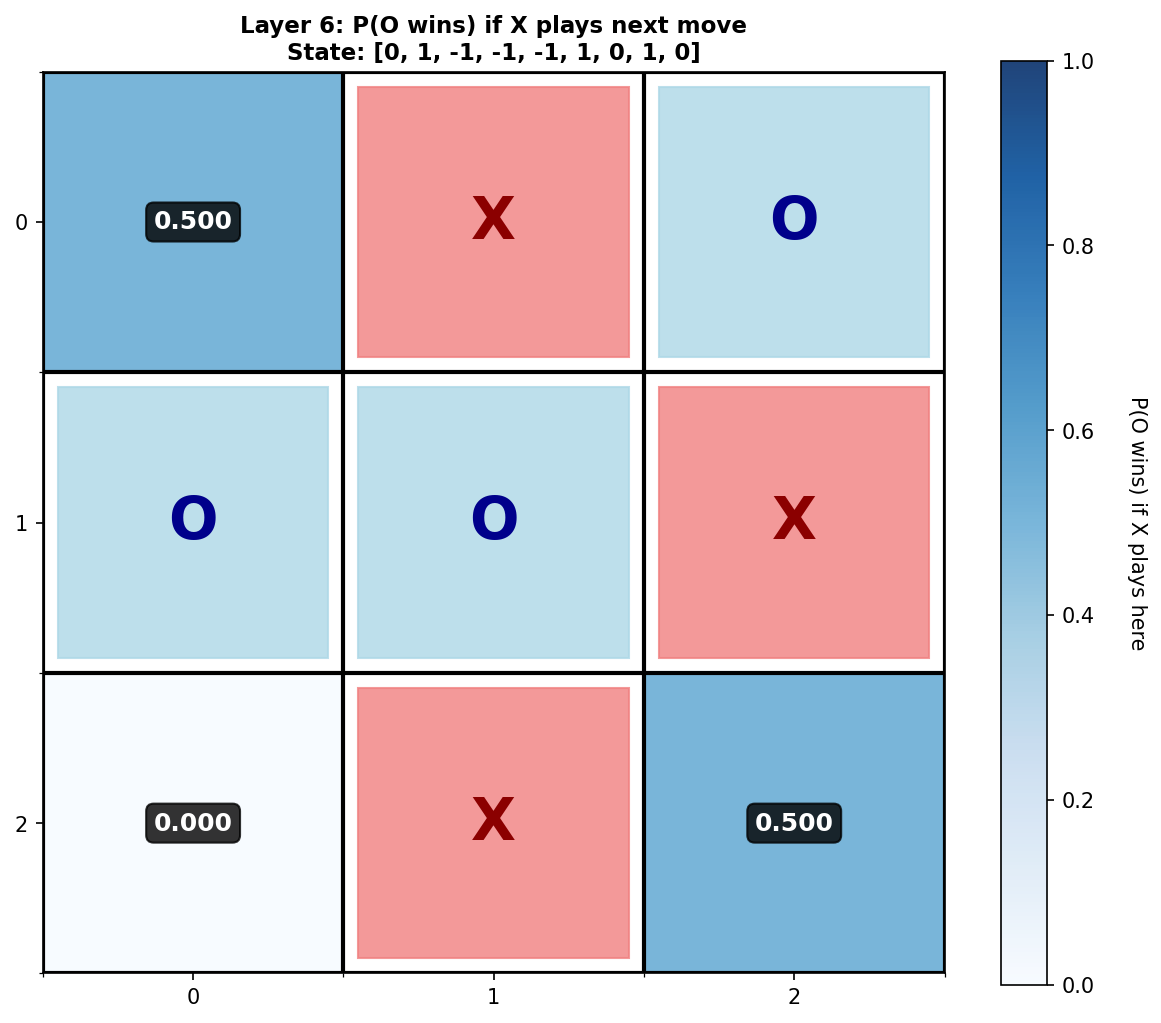 Layer 6: P(O wins) if X plays next move
State: [0, 1, -1, -1, -1, 1, 0, 1, 0]
0 0.500 X O
1 O O X
2 0.000 X 0.500
0 1 2
1.0
0.8
0.6
0.4
0.2
0.0
P(O wins) if X plays here